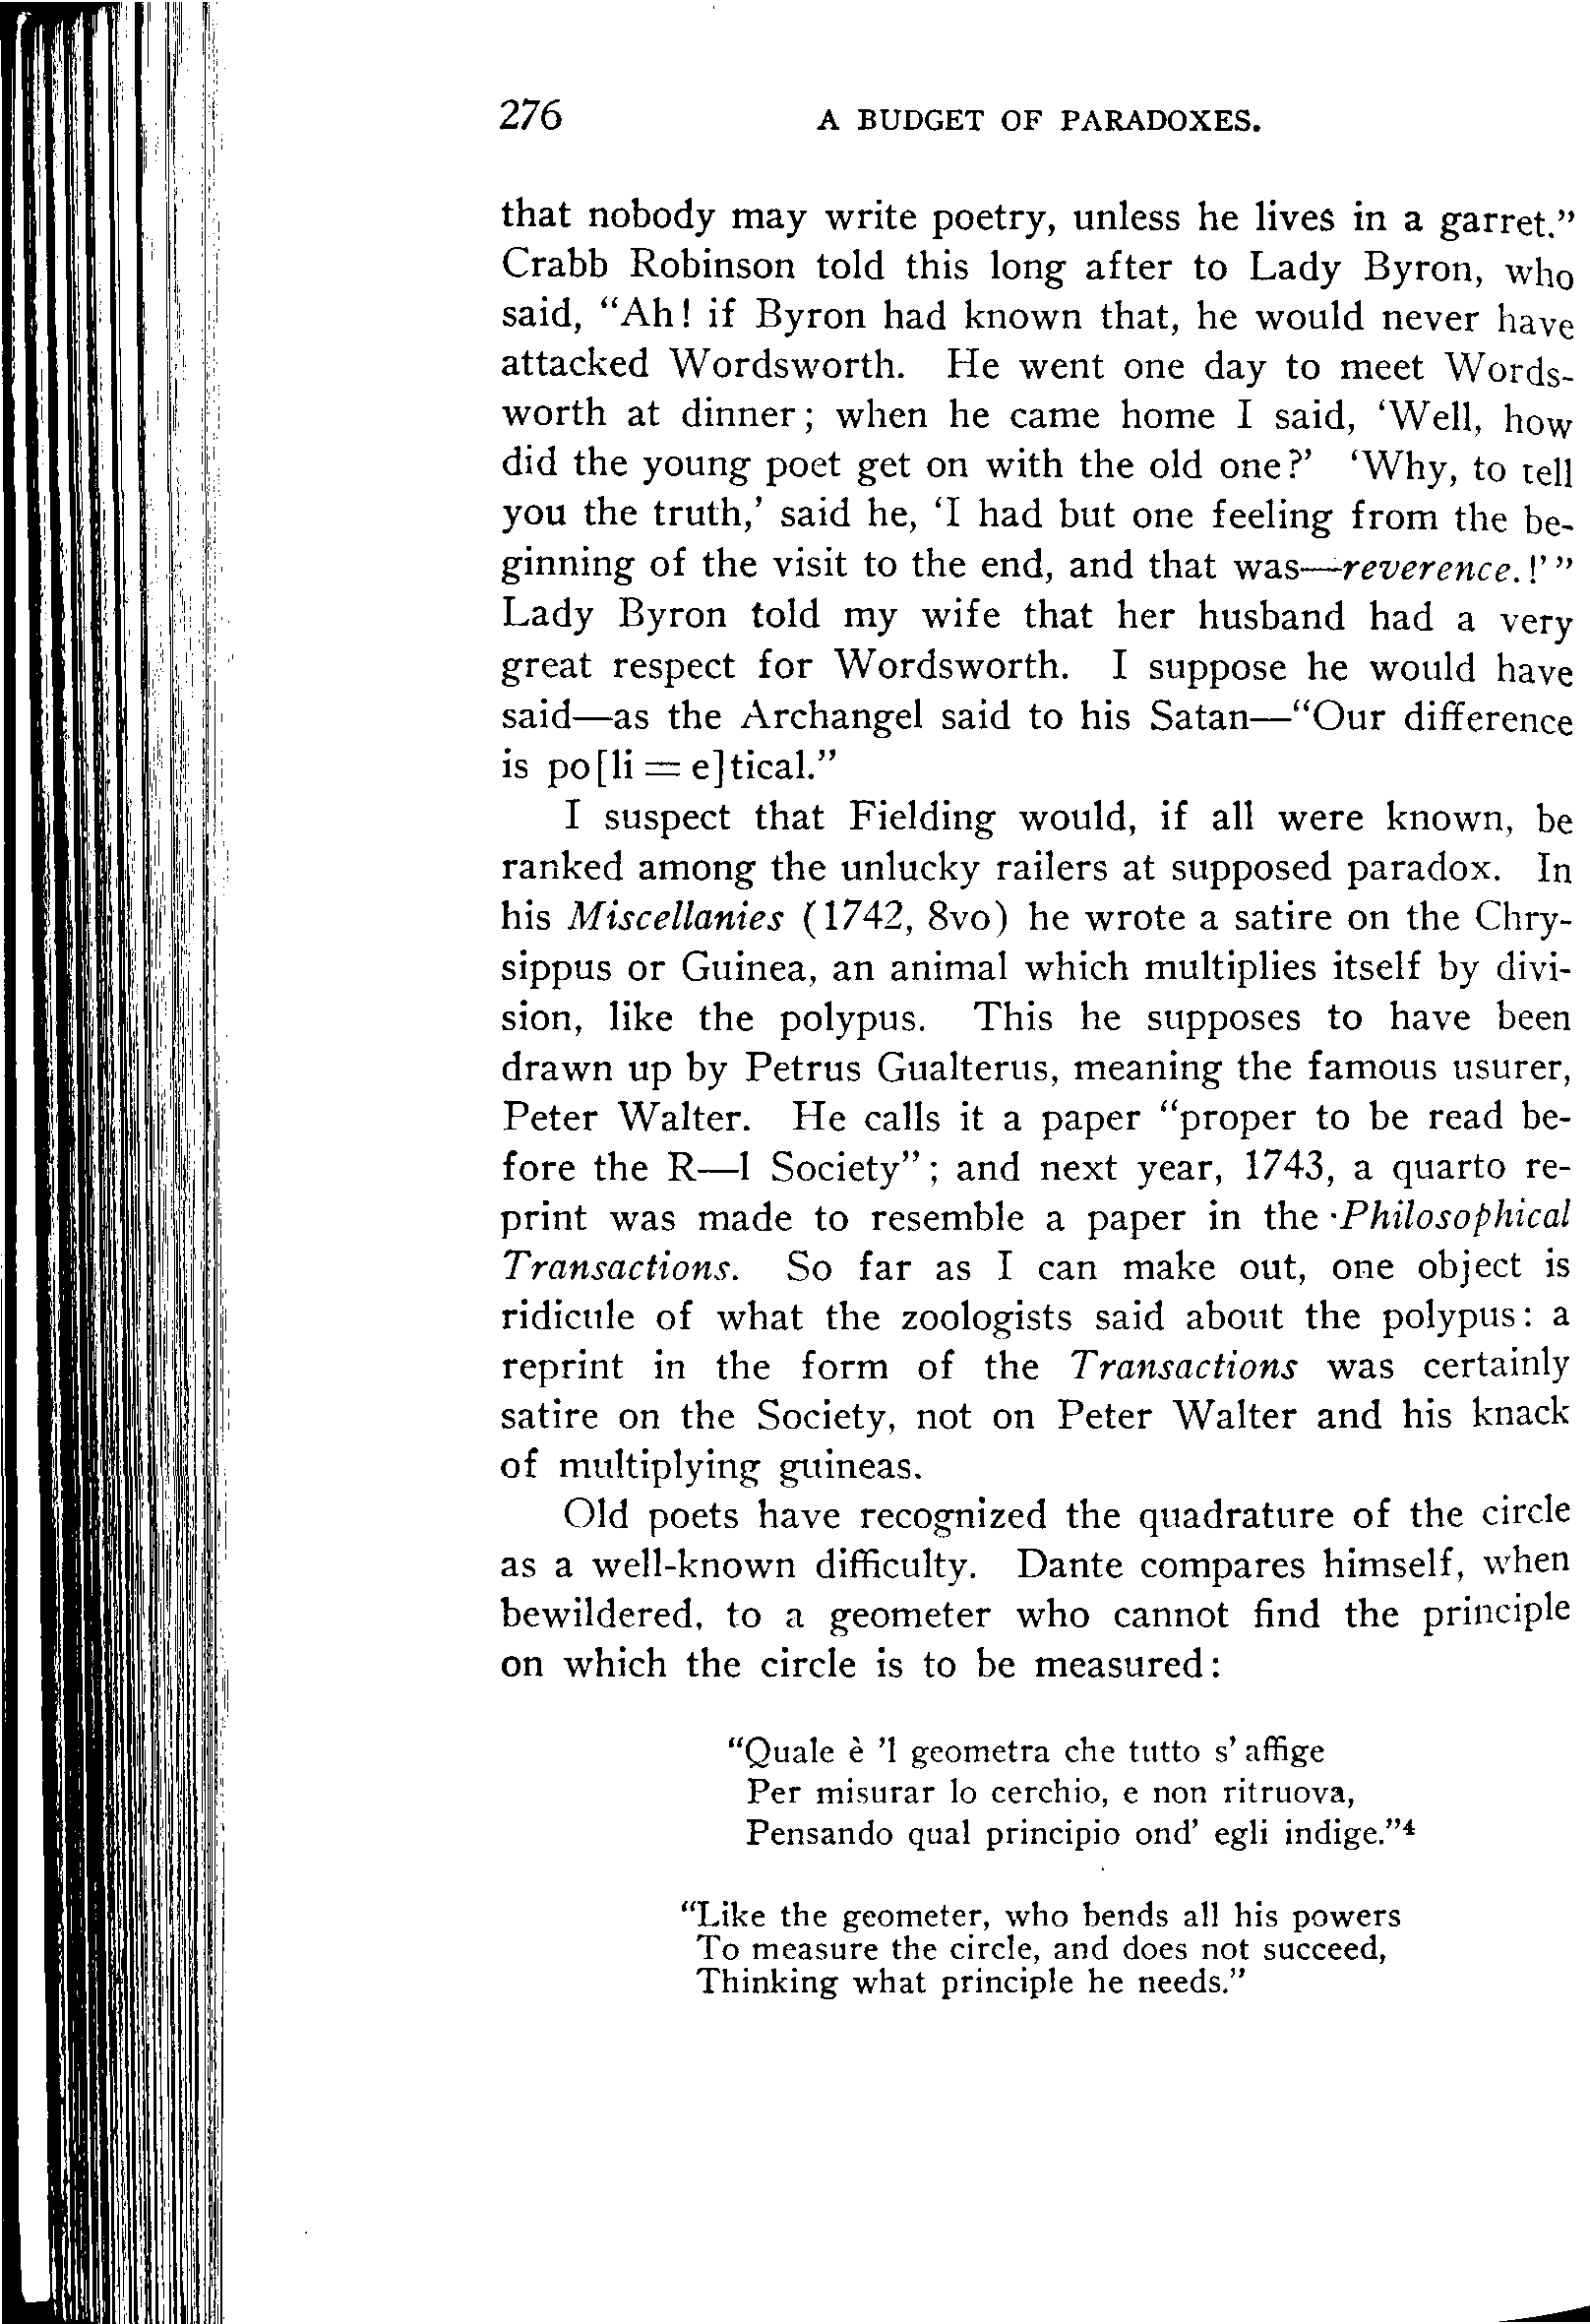 276 A BUDGET OF PARADOXES.
that nobody may write poetry, unless he lives in a garret.”
Crabb Robinson told this long after to Lady Byron, who
said, “Ah! if Byron had known that, he would never have
attacked Wordsworth. He went one day to meet Words-
worth at dinner; when he came home I said, ‘Well, how
did the young poet get on with the old one?’ ‘Why, to tell
you the truth,’ said he, ‘I had but one feeling from the be-
ginning of the visit to the end, and that was—reverence.!’”
Lady Byron told my wife that her husband had a very
great respect for Wordsworth. I suppose he would have
said—as the Archangel said to his Satan—“Our difference
is po[li = e]tical.”
I suspect that Fielding would, if all were known, be
ranked among the unlucky railers at supposed paradox. In
his Miscellanies (1742, 8vo) he wrote a satire on the Chry-
sippus or Guinea, an animal which multiplies itself by divi-
sion, like the polypus. This he supposes to have been
drawn up by Petrus Gualterus, meaning the famous usurer,
Peter Walter. He calls it a paper “proper to be read be-
fore the R—l Society”; and next year, 1743, a quarto re-
print was made to resemble a paper in the Philosophical
Transactions. So far as I can make out, one object is
ridicule of what the zoologists said about the polypus: a
reprint in the form of the Transactions was certainly
satire on the Society, not on Peter Walter and his knack
of multiplying guineas.
Old poets have recognized the quadrature of the circle
as a well-known difficulty. Dante compares himself, when
bewildered, to a geometer who cannot find the principle
on which the circle is to be measured:
“Quale è ’l geometra che tutto s’ affige
Per misurar lo cerchio, e non ritruova,
Pensando qual principio ond’ egli indige.”4
“Like the geometer, who bends all his powers
To measure the circle, and does not succeed,
Thinking what principle he needs.”